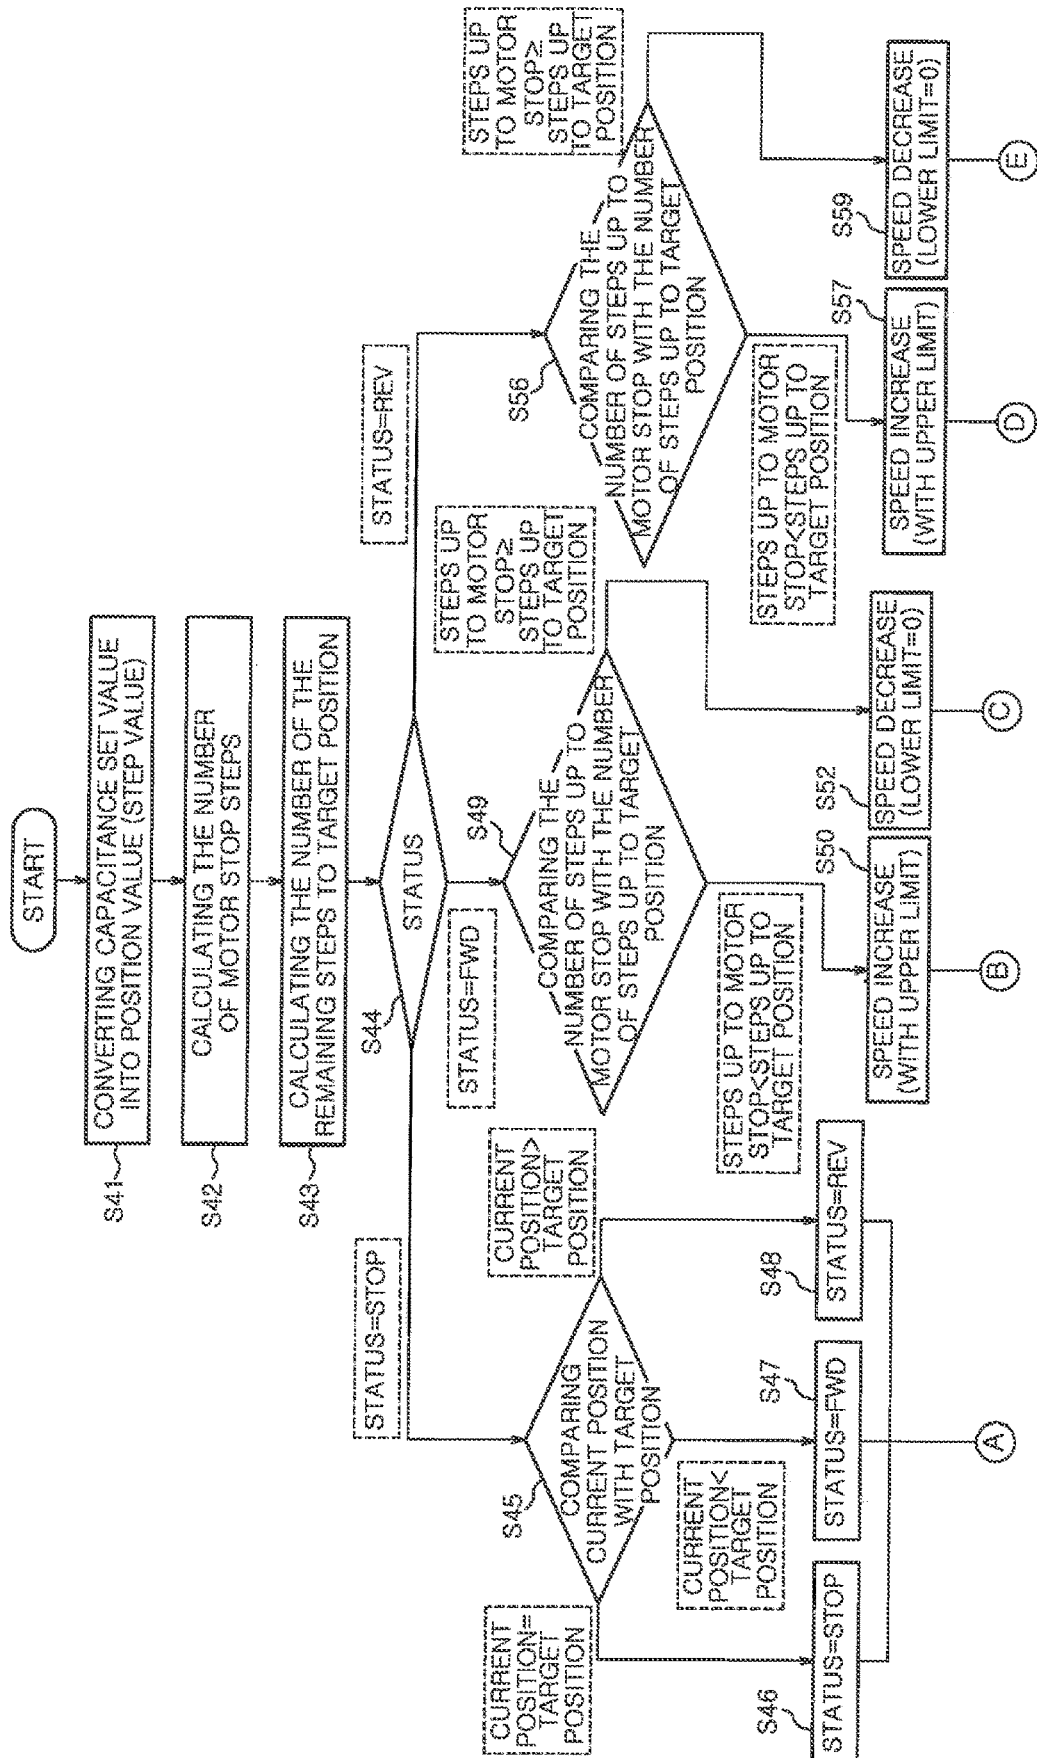 START
S41
CONVERTING CAPACITANCE SET VALUE
INTO POSITION VALUE (STEP VALUE)
S42
CALCULATING THE NUMBER
OF MOTOR STOP STEPS
S43
CALCULATING THE NUMBER OF THE
REMAINING STEPS TO TARGET POSITION
S44
STATUS
STATUS=STOP
STATUS=FWD
STATUS=REV
S45
COMPARING
CURRENT POSITION
WITH TARGET
POSITION
CURRENT
POSITION=
TARGET
POSITION
CURRENT
POSITION<
TARGET
POSITION
CURRENT
POSITION>
TARGET
POSITION
S46
STATUS=STOP
S47
STATUS=FWD
S48
STATUS=REV
A
S49
COMPARING THE
NUMBER OF STEPS UP TO
MOTOR STOP WITH THE NUMBER
OF STEPS UP TO TARGET
POSITION
STEPS UP TO MOTOR
STOP<STEPS UP TO
TARGET POSITION
STEPS UP
TO MOTOR
STOP≥
STEPS UP
TO TARGET
POSITION
S50
SPEED INCREASE
(WITH UPPER LIMIT)
B
S52
SPEED DECREASE
(LOWER LIMIT=0)
C
S56
COMPARING THE
NUMBER OF STEPS UP TO
MOTOR STOP WITH THE NUMBER
OF STEPS UP TO TARGET
POSITION
STEPS UP TO MOTOR
STOP<STEPS UP TO
TARGET POSITION
STEPS UP
TO MOTOR
STOP≥
STEPS UP
TO TARGET
POSITION
S57
SPEED INCREASE
(WITH UPPER LIMIT)
D
S59
SPEED DECREASE
(LOWER LIMIT=0)
E